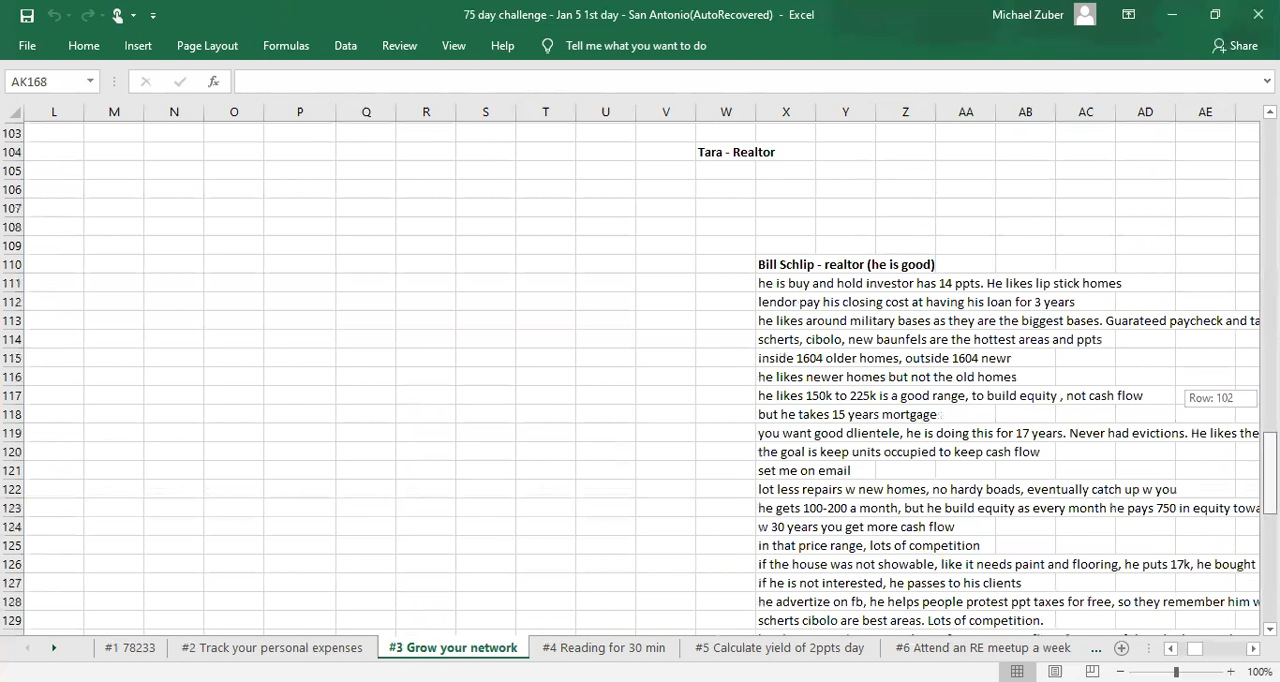 75 day challenge - Jan 5 1st day - San Antonio(AutoRecovered) - Excel
Michael Zuber
File Home Insert Page Layout Formulas Data Review View Help Tell me what you want to do Share
AK168 fx
L M N O P Q R S T U V W X Y Z AA AB AC AD AE
103
104 Tara - Realtor
105
106
107
108
109
110 Bill Schlip - realtor (he is good)
111 he is buy and hold investor has 14 ppts. He likes lip stick homes
112 lendor pay his closing cost at having his loan for 3 years
113 he likes around military bases as they are the biggest bases. Guarateed paycheck and ta
114 scherts, cibolo, new baunfels are the hottest areas and ppts
115 inside 1604 older homes, outside 1604 newr
116 he likes newer homes but not the old homes
117 he likes 150k to 225k is a good range, to build equity , not cash flow
Row: 102
118 but he takes 15 years mortgage
119 you want good dlientele, he is doing this for 17 years. Never had evictions. He likes the
120 the goal is keep units occupied to keep cash flow
121 set me on email
122 lot less repairs w new homes, no hardy boads, eventually catch up w you
123 he gets 100-200 a month, but he build equity as every month he pays 750 in equity towa
124 w 30 years you get more cash flow
125 in that price range, lots of competition
126 if the house was not showable, like it needs paint and flooring, he puts 17k, he bought
127 if he is not interested, he passes to his clients
128 he advertize on fb, he helps people protest ppt taxes for free, so they remember him w
129 scherts cibolo are best areas. Lots of competition.
#1 78233 #2 Track your personal expenses #3 Grow your network #4 Reading for 30 min #5 Calculate yield of 2ppts day #6 Attend an RE meetup a week ...
100%